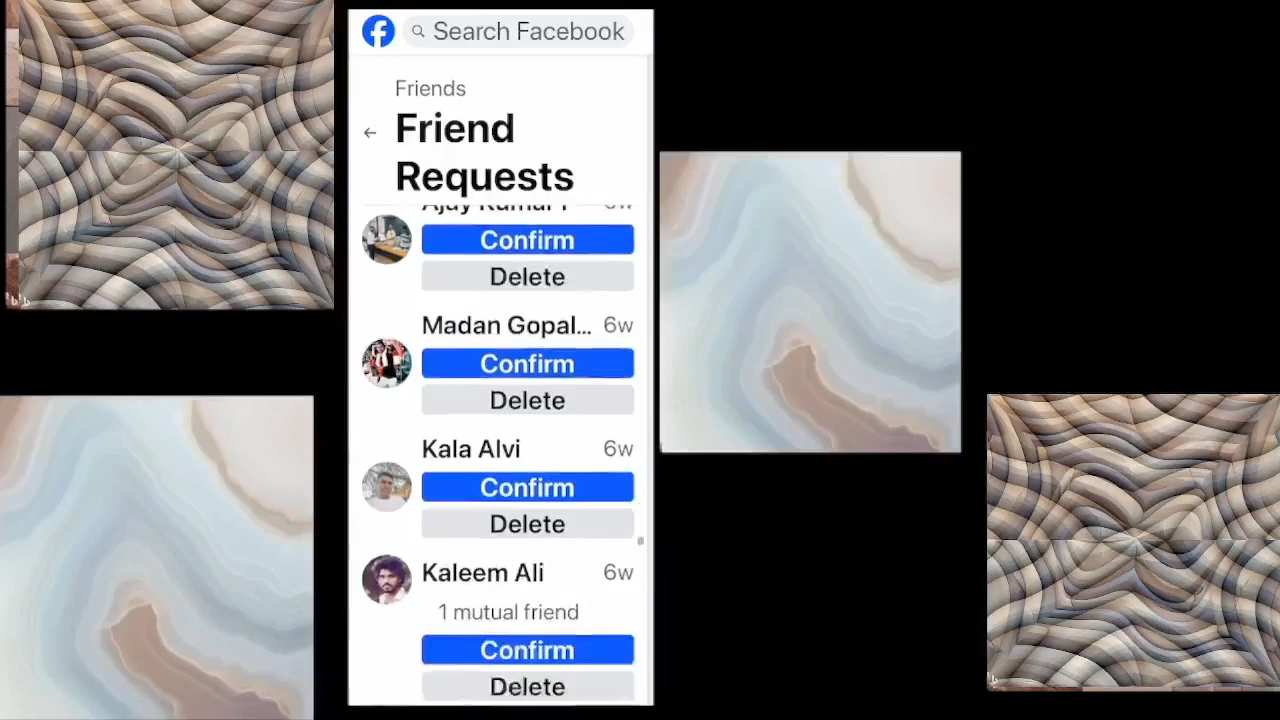 Search Facebook
Friends
Friend
Requests
Confirm
Delete
Madan Gopal... 6w
Confirm
Delete
Kala Alvi 6w
Confirm
Delete
Kaleem Ali 6w
1 mutual friend
Confirm
Delete